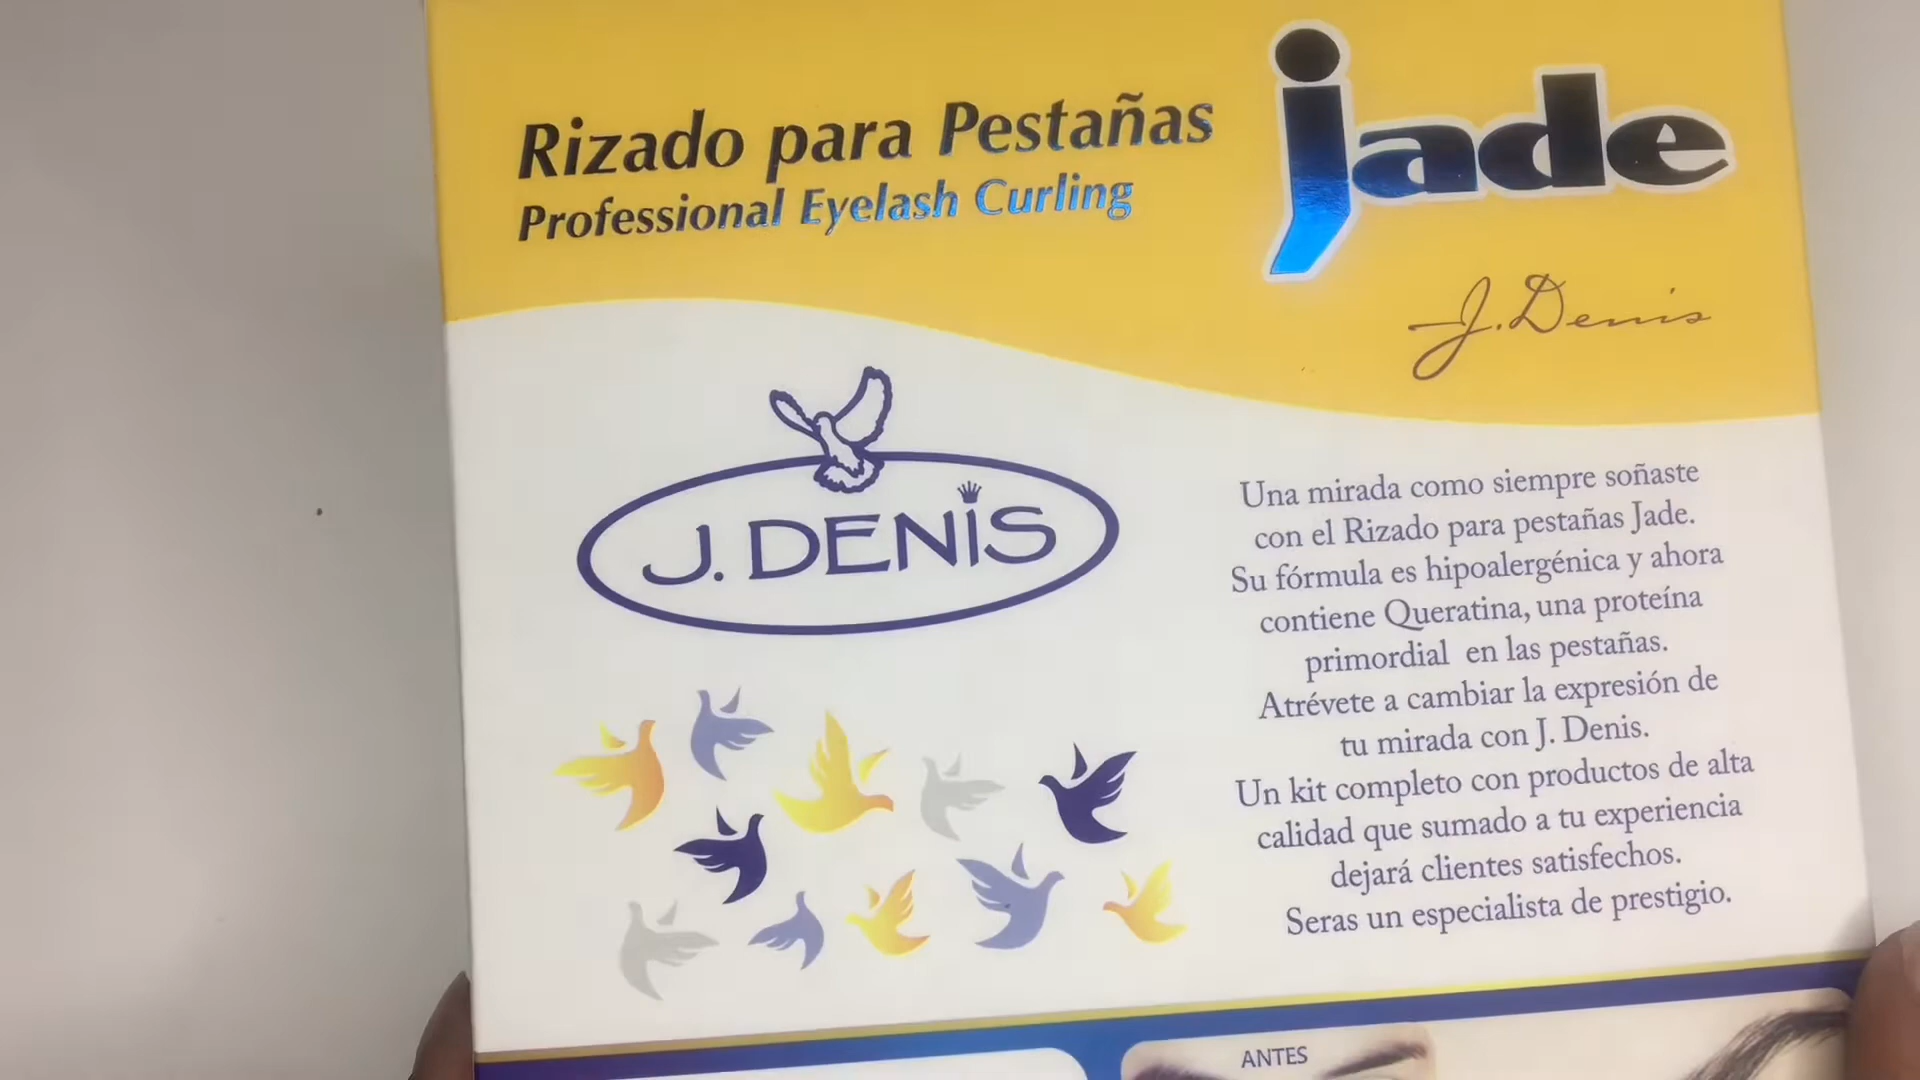 Rizado para Pestañas
Professional Eyelash Curling
jade
J. Denis
J. DENIS
Una mirada como siempre soñaste
con el Rizado para pestañas Jade.
Su fórmula es hipoalergénica y ahora
contiene Queratina, una proteína
primordial en las pestañas.
Atrévete a cambiar la expresión de
tu mirada con J. Denis.
Un kit completo con productos de alta
calidad que sumado a tu experiencia
dejará clientes satisfechos.
Seras un especialista de prestigio.
ANTES